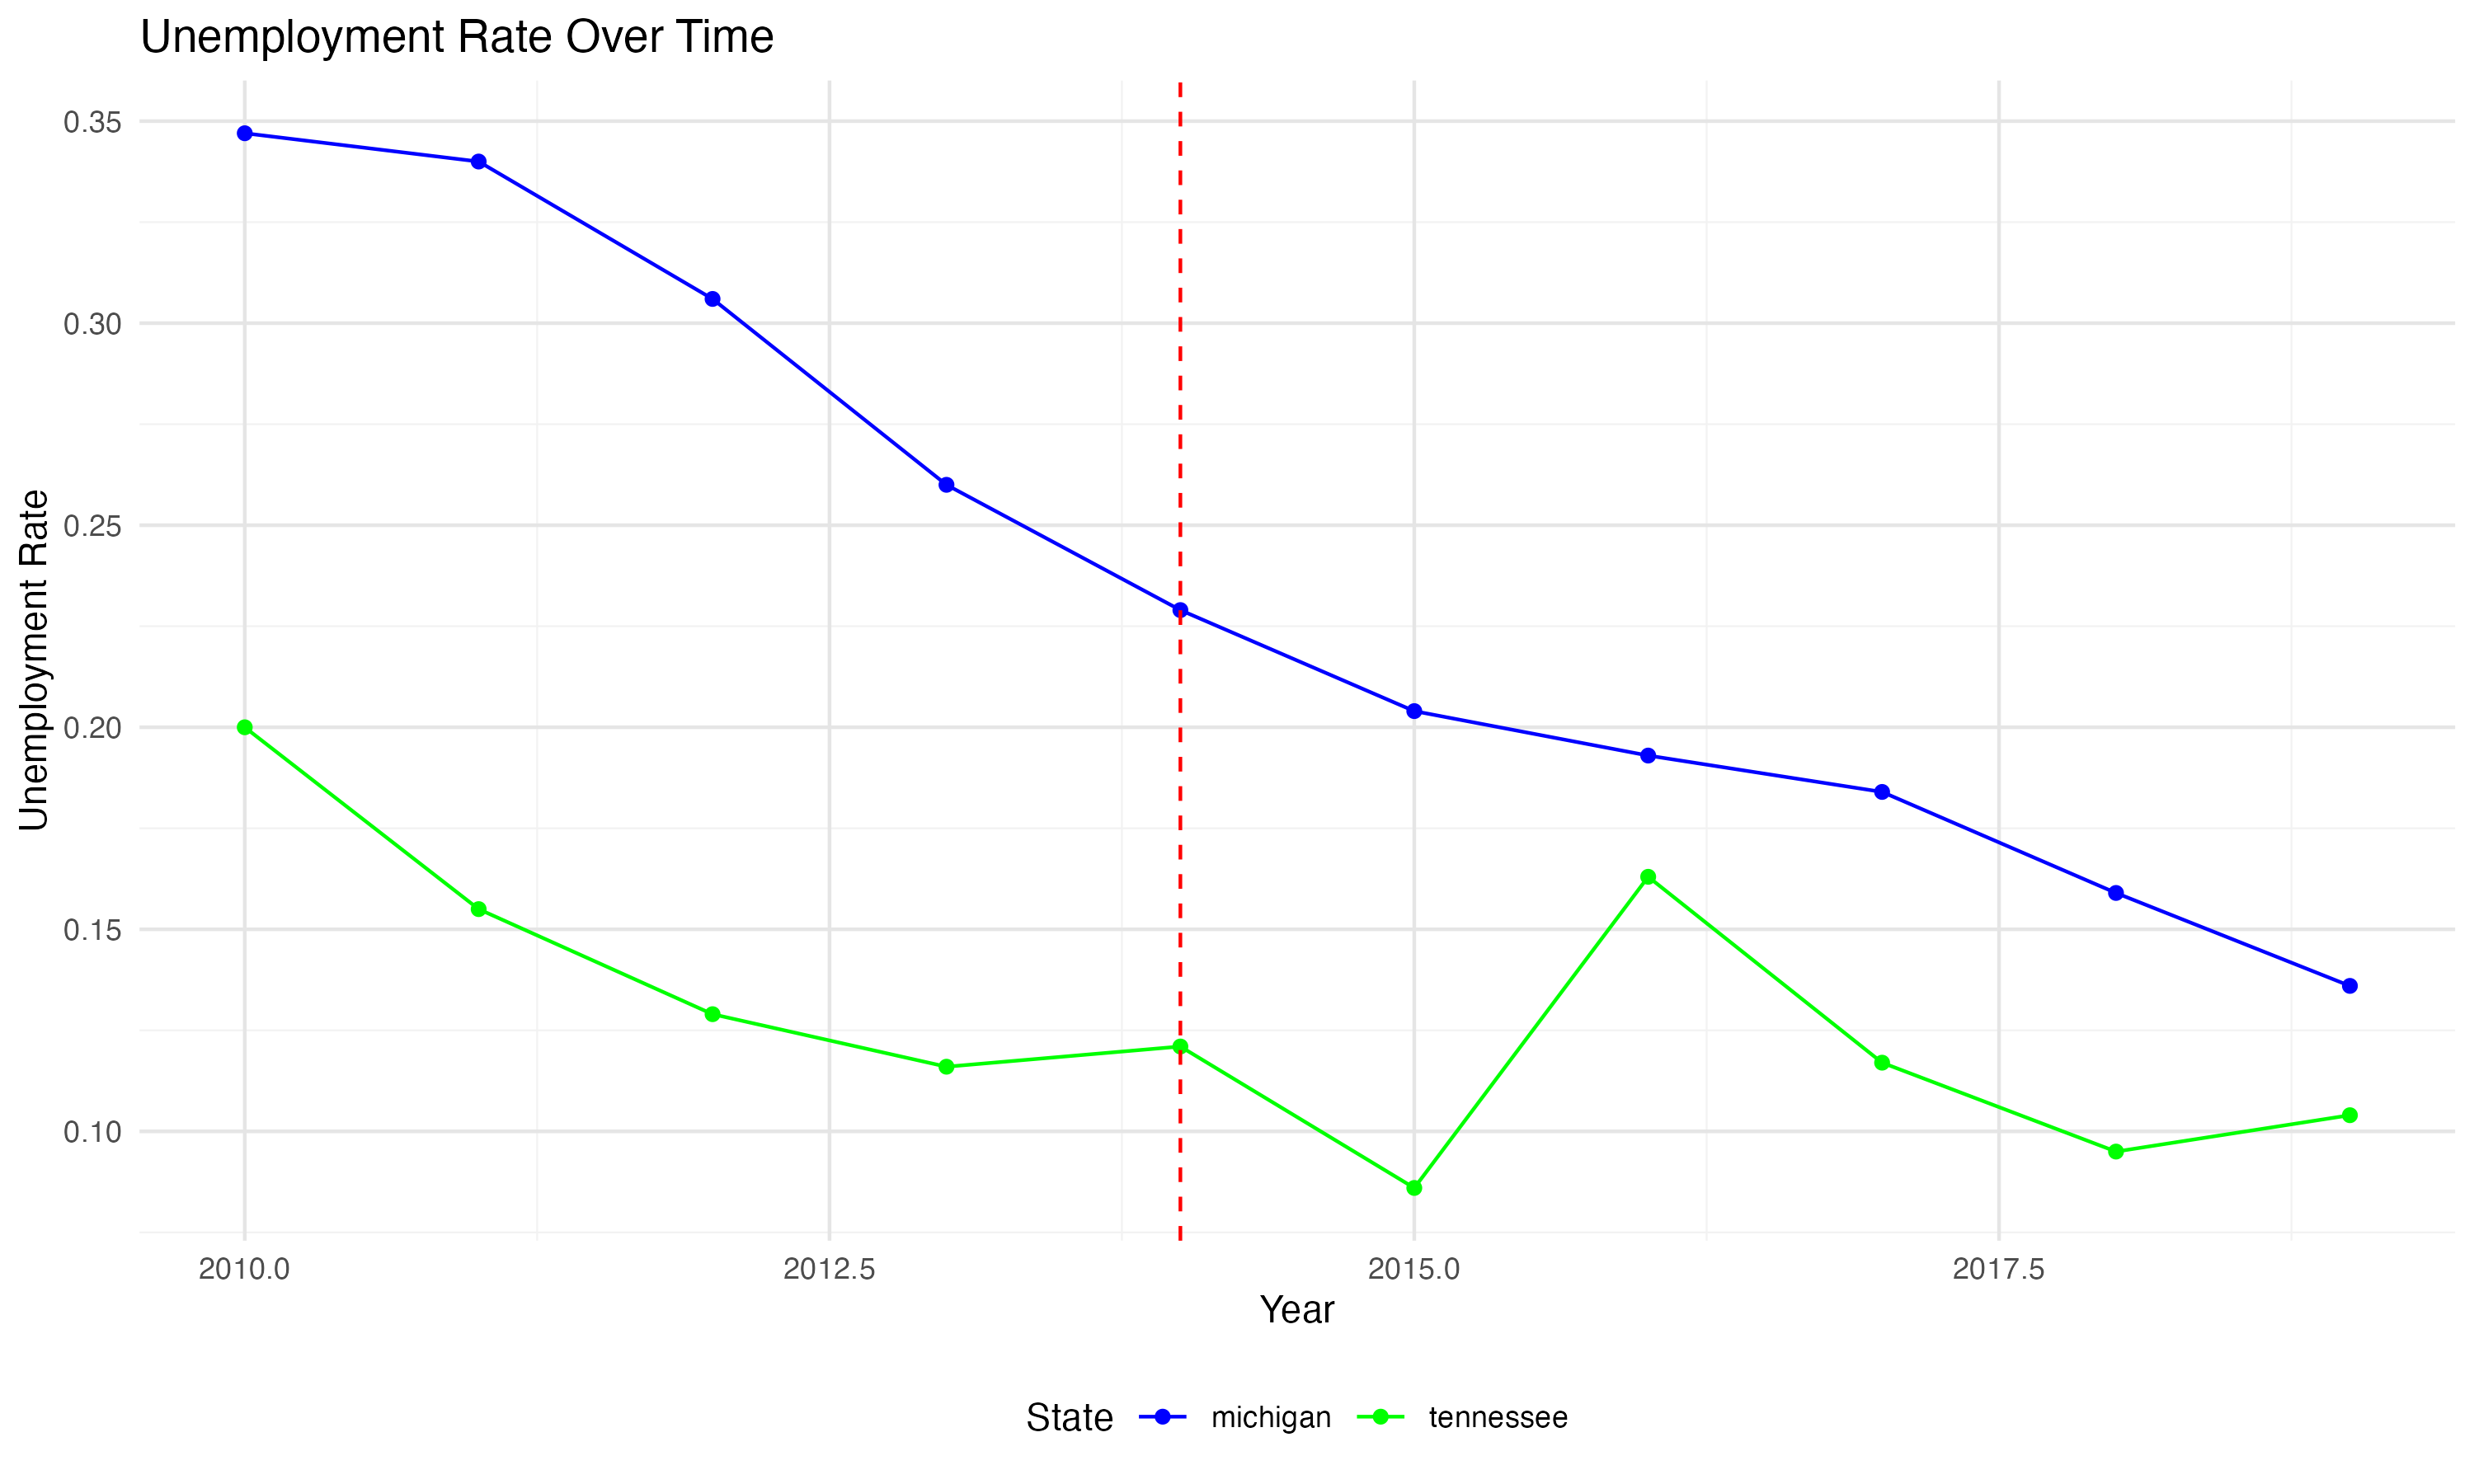 Unemployment Rate Over Time
Unemployment Rate
0.35
0.30
0.25
0.20
0.15
0.10
2010.0 2012.5 2015.0 2017.5
Year
State michigan tennessee